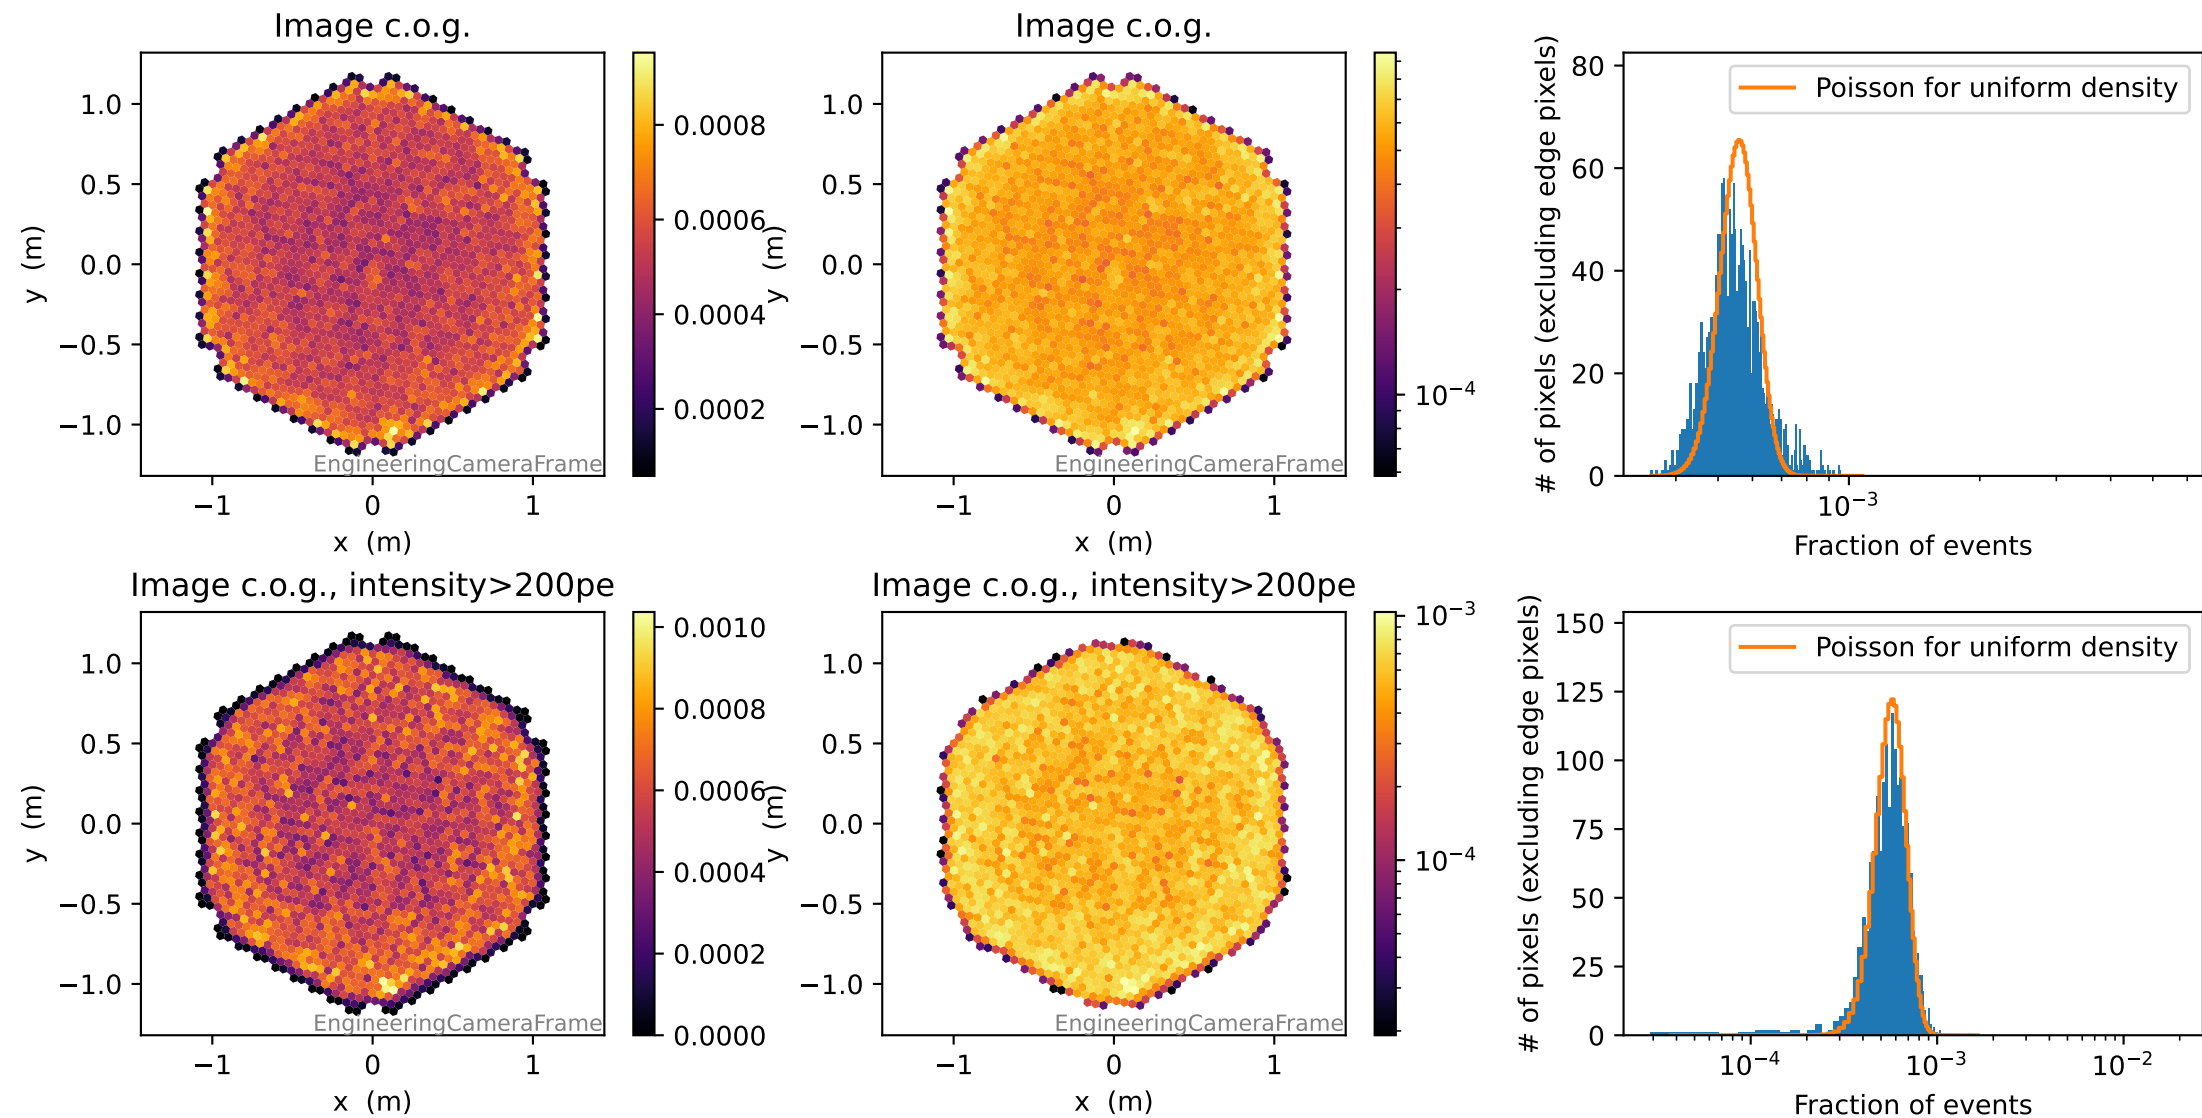 Image c.o.g.
1.0
0.5
0.0
−0.5
−1.0
y (m)
−1
0
1
x (m)
EngineeringCameraFrame
0.0008
0.0006
0.0004
0.0002
Image c.o.g.
1.0
0.5
0.0
−0.5
−1.0
y (m)
−1
0
1
x (m)
EngineeringCameraFrame
10⁻⁴
80
60
40
20
0
# of pixels (excluding edge pixels)
Poisson for uniform density
10⁻³
Fraction of events
Image c.o.g., intensity>200pe
1.0
0.5
0.0
−0.5
−1.0
y (m)
−1
0
1
x (m)
EngineeringCameraFrame
0.0010
0.0008
0.0006
0.0004
0.0002
0.0000
Image c.o.g., intensity>200pe
1.0
0.5
0.0
−0.5
−1.0
y (m)
−1
0
1
x (m)
EngineeringCameraFrame
10⁻³
10⁻⁴
150
125
100
75
50
25
0
# of pixels (excluding edge pixels)
Poisson for uniform density
10⁻⁴
10⁻³
10⁻²
Fraction of events